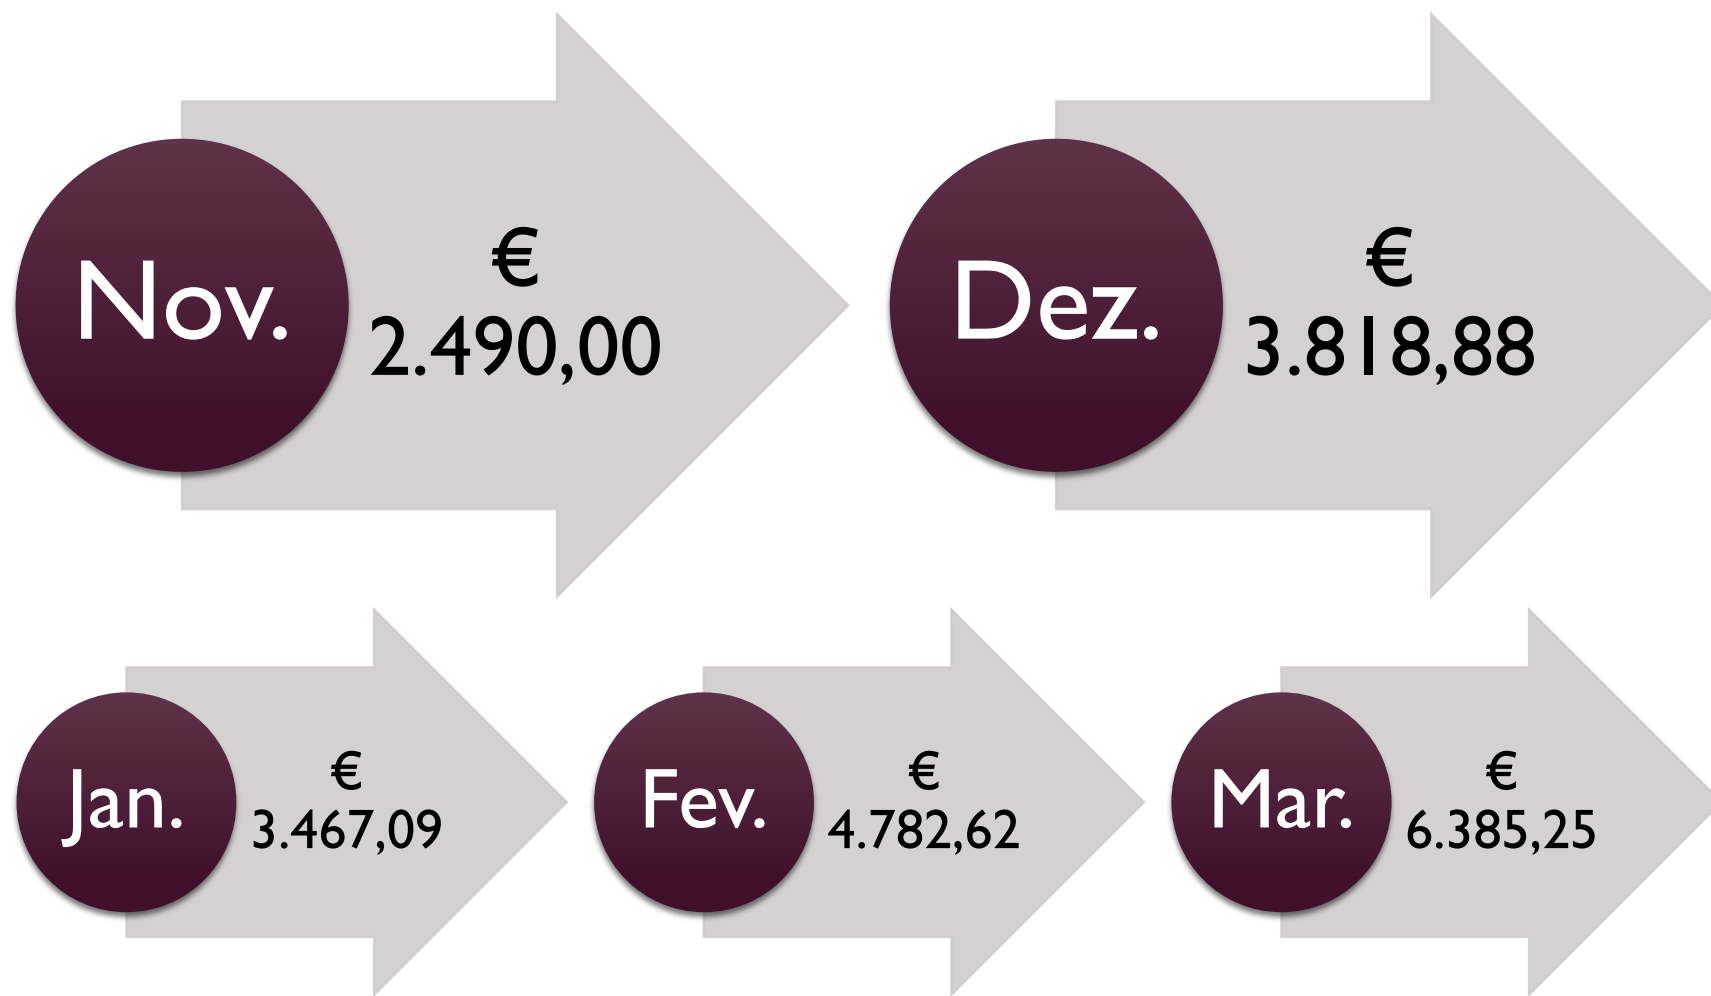 Nov.
€
2.490,00
Dez.
€
3.818,88
Jan.
€
3.467,09
Fev.
€
4.782,62
Mar.
€
6.385,25